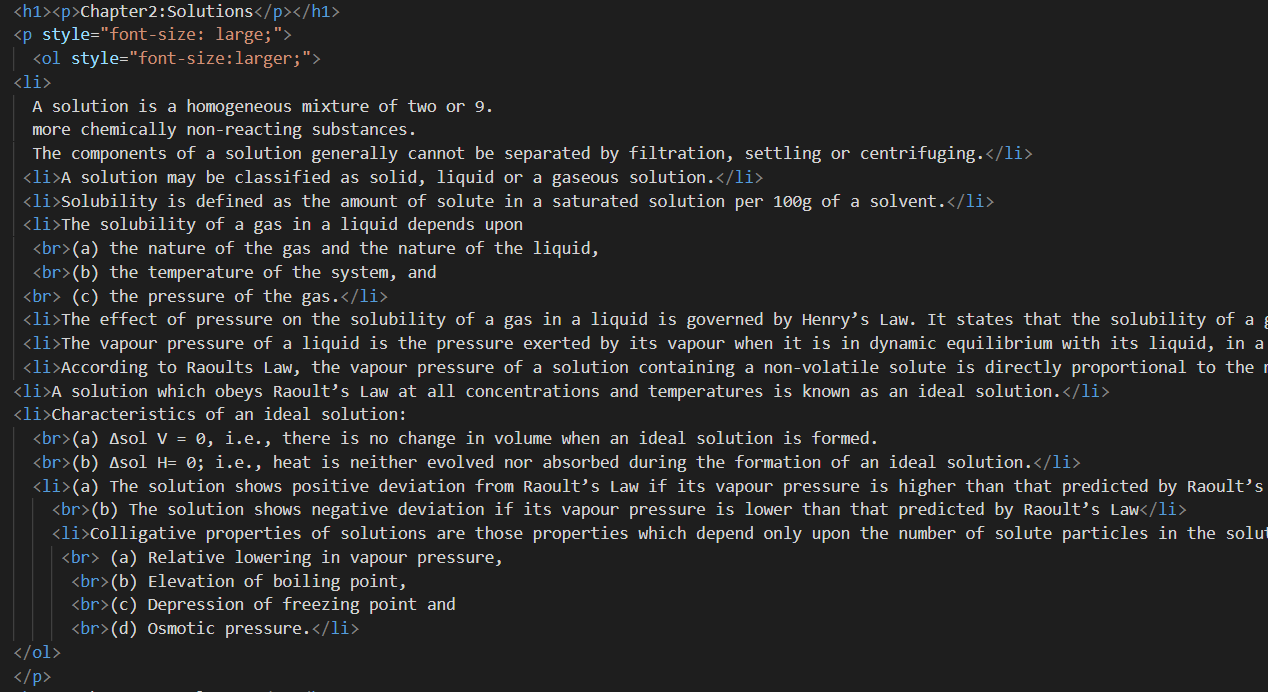 <h1><p>Chapter2:Solutions</p></h1>
<p style="font-size: large;">
<ol style="font-size:larger;">
<li>
A solution is a homogeneous mixture of two or 9.
more chemically non-reacting substances.
The components of a solution generally cannot be separated by filtration, settling or centrifuging.</li>
<li>A solution may be classified as solid, liquid or a gaseous solution.</li>
<li>Solubility is defined as the amount of solute in a saturated solution per 100g of a solvent.</li>
<li>The solubility of a gas in a liquid depends upon
<br>(a) the nature of the gas and the nature of the liquid,
<br>(b) the temperature of the system, and
<br> (c) the pressure of the gas.</li>
<li>The effect of pressure on the solubility of a gas in a liquid is governed by Henry’s Law. It states that the solubility of a
<li>The vapour pressure of a liquid is the pressure exerted by its vapour when it is in dynamic equilibrium with its liquid, in a
<li>According to Raoults Law, the vapour pressure of a solution containing a non-volatile solute is directly proportional to the
<li>A solution which obeys Raoult’s Law at all concentrations and temperatures is known as an ideal solution.</li>
<li>Characteristics of an ideal solution:
<br>(a) Δsol V = 0, i.e., there is no change in volume when an ideal solution is formed.
<br>(b) Δsol H= 0; i.e., heat is neither evolved nor absorbed during the formation of an ideal solution.</li>
<li>(a) The solution shows positive deviation from Raoult’s Law if its vapour pressure is higher than that predicted by Raoult’s
<br>(b) The solution shows negative deviation if its vapour pressure is lower than that predicted by Raoult’s Law</li>
<li>Colligative properties of solutions are those properties which depend only upon the number of solute particles in the
<br> (a) Relative lowering in vapour pressure,
<br>(b) Elevation of boiling point,
<br>(c) Depression of freezing point and
<br>(d) Osmotic pressure.</li>
</ol>
</p>